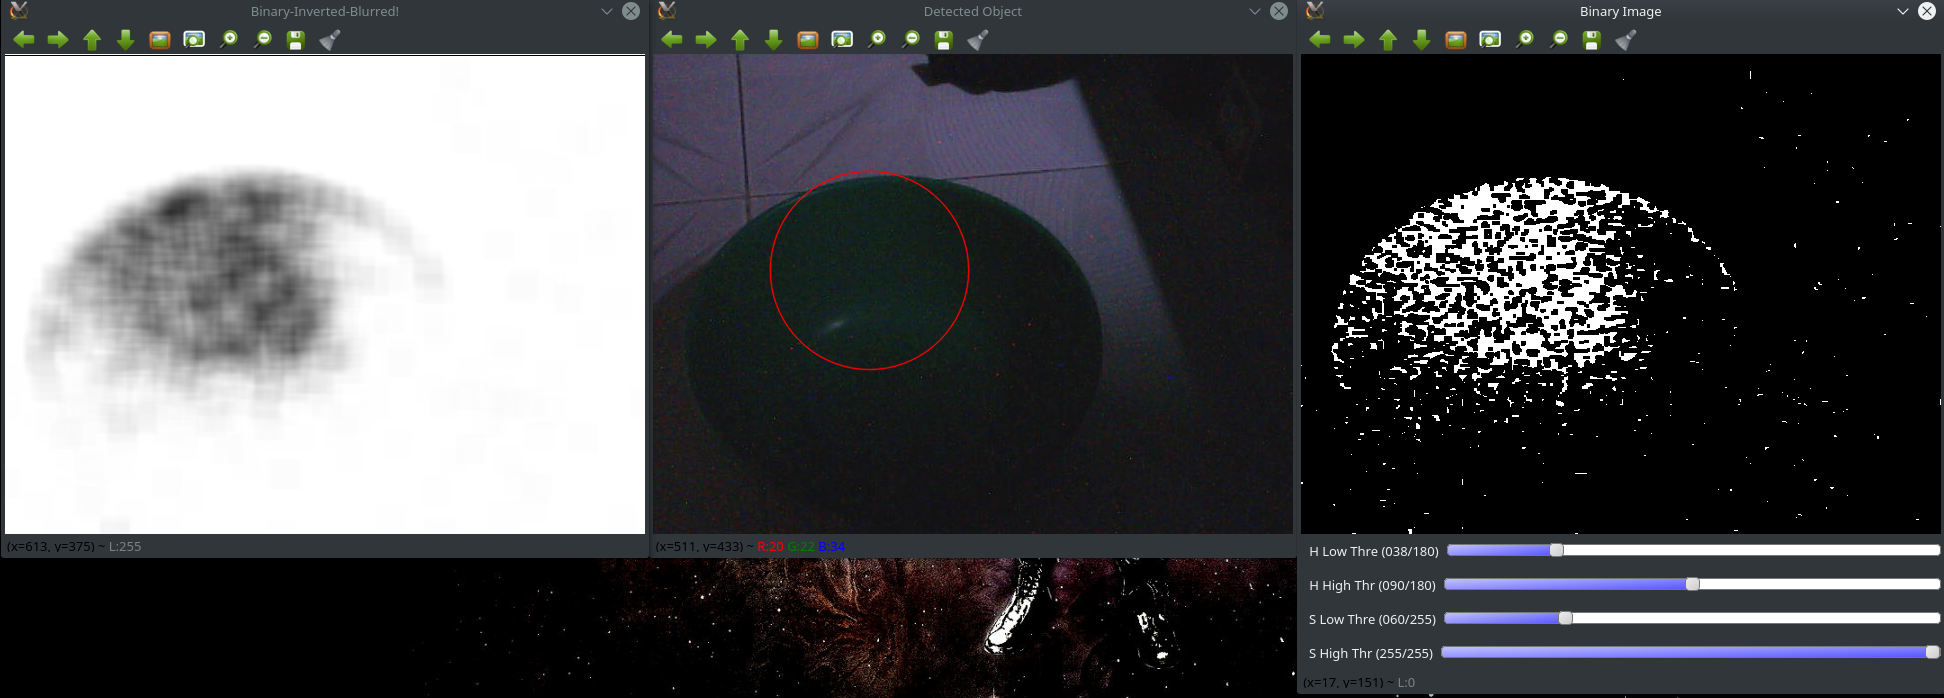 Binary-Inverted-Blurred!
Detected Object
Binary Image
(x=613, y=375) ~ L:255
(x=511, y=433) ~ R:20 G:22 B:34
H Low Thre (038/180)
H High Thr (090/180)
S Low Thre (060/255)
S High Thr (255/255)
(x=17, y=151) ~ L:0